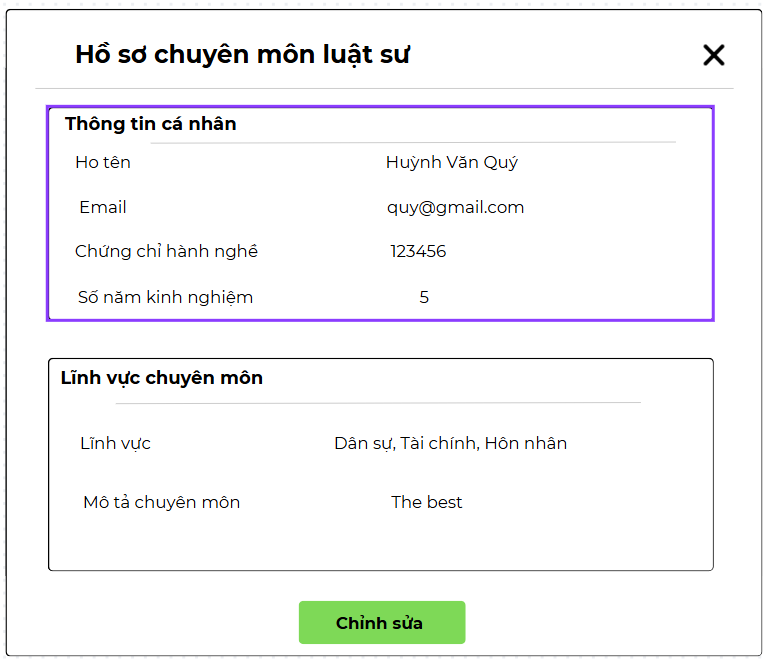 Hồ sơ chuyên môn luật sư
Thông tin cá nhân
Ho tên Huỳnh Văn Quý
Email quy@gmail.com
Chứng chỉ hành nghề 123456
Số năm kinh nghiệm 5
Lĩnh vực chuyên môn
Lĩnh vực Dân sự, Tài chính, Hôn nhân
Mô tả chuyên môn The best
Chỉnh sửa